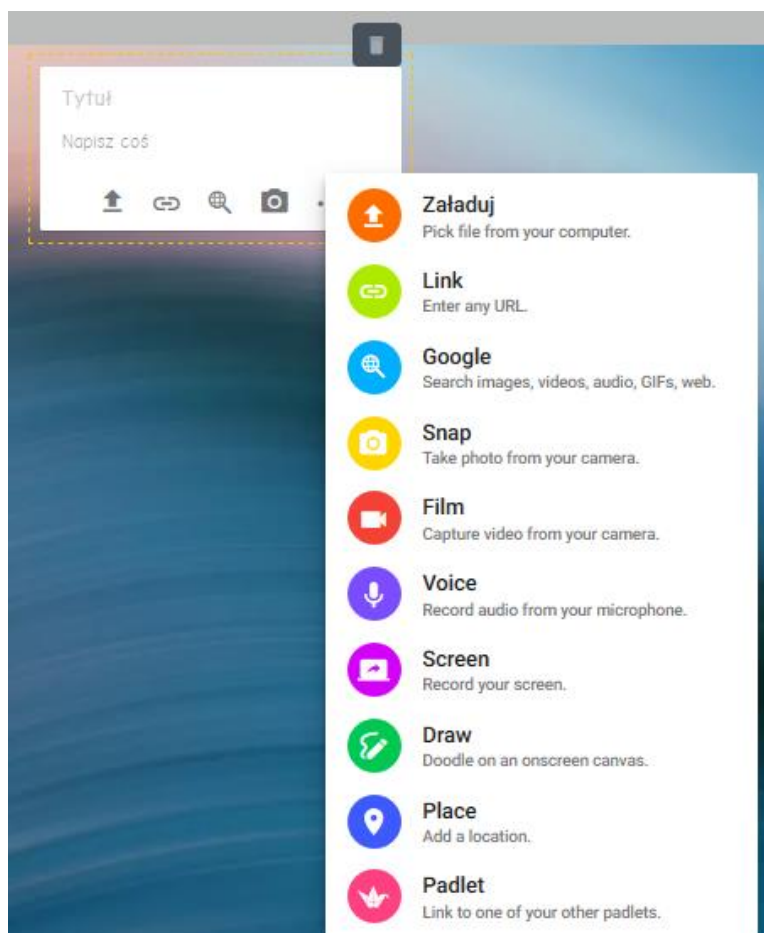 Tytuł
Napisz coś
Załaduj
Pick file from your computer.
Link
Enter any URL.
Google
Search images, videos, audio, GIFs, web.
Snap
Take photo from your camera.
Film
Capture video from your camera.
Voice
Record audio from your microphone.
Screen
Record your screen.
Draw
Doodle on an onscreen canvas.
Place
Add a location.
Padlet
Link to one of your other padlets.